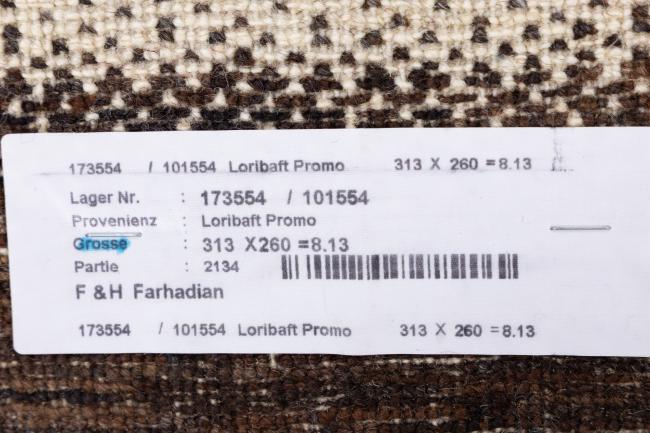 173554 / 101554 Loribaft Promo 313 X 260 =8.13
Lager Nr. : 173554 / 101554
Provenienz : Loribaft Promo
Grosse : 313 X260 =8.13
Partie : 2134
F &H Farhadian
173554 / 101554 Loribaft Promo 313 X 260 =8.13